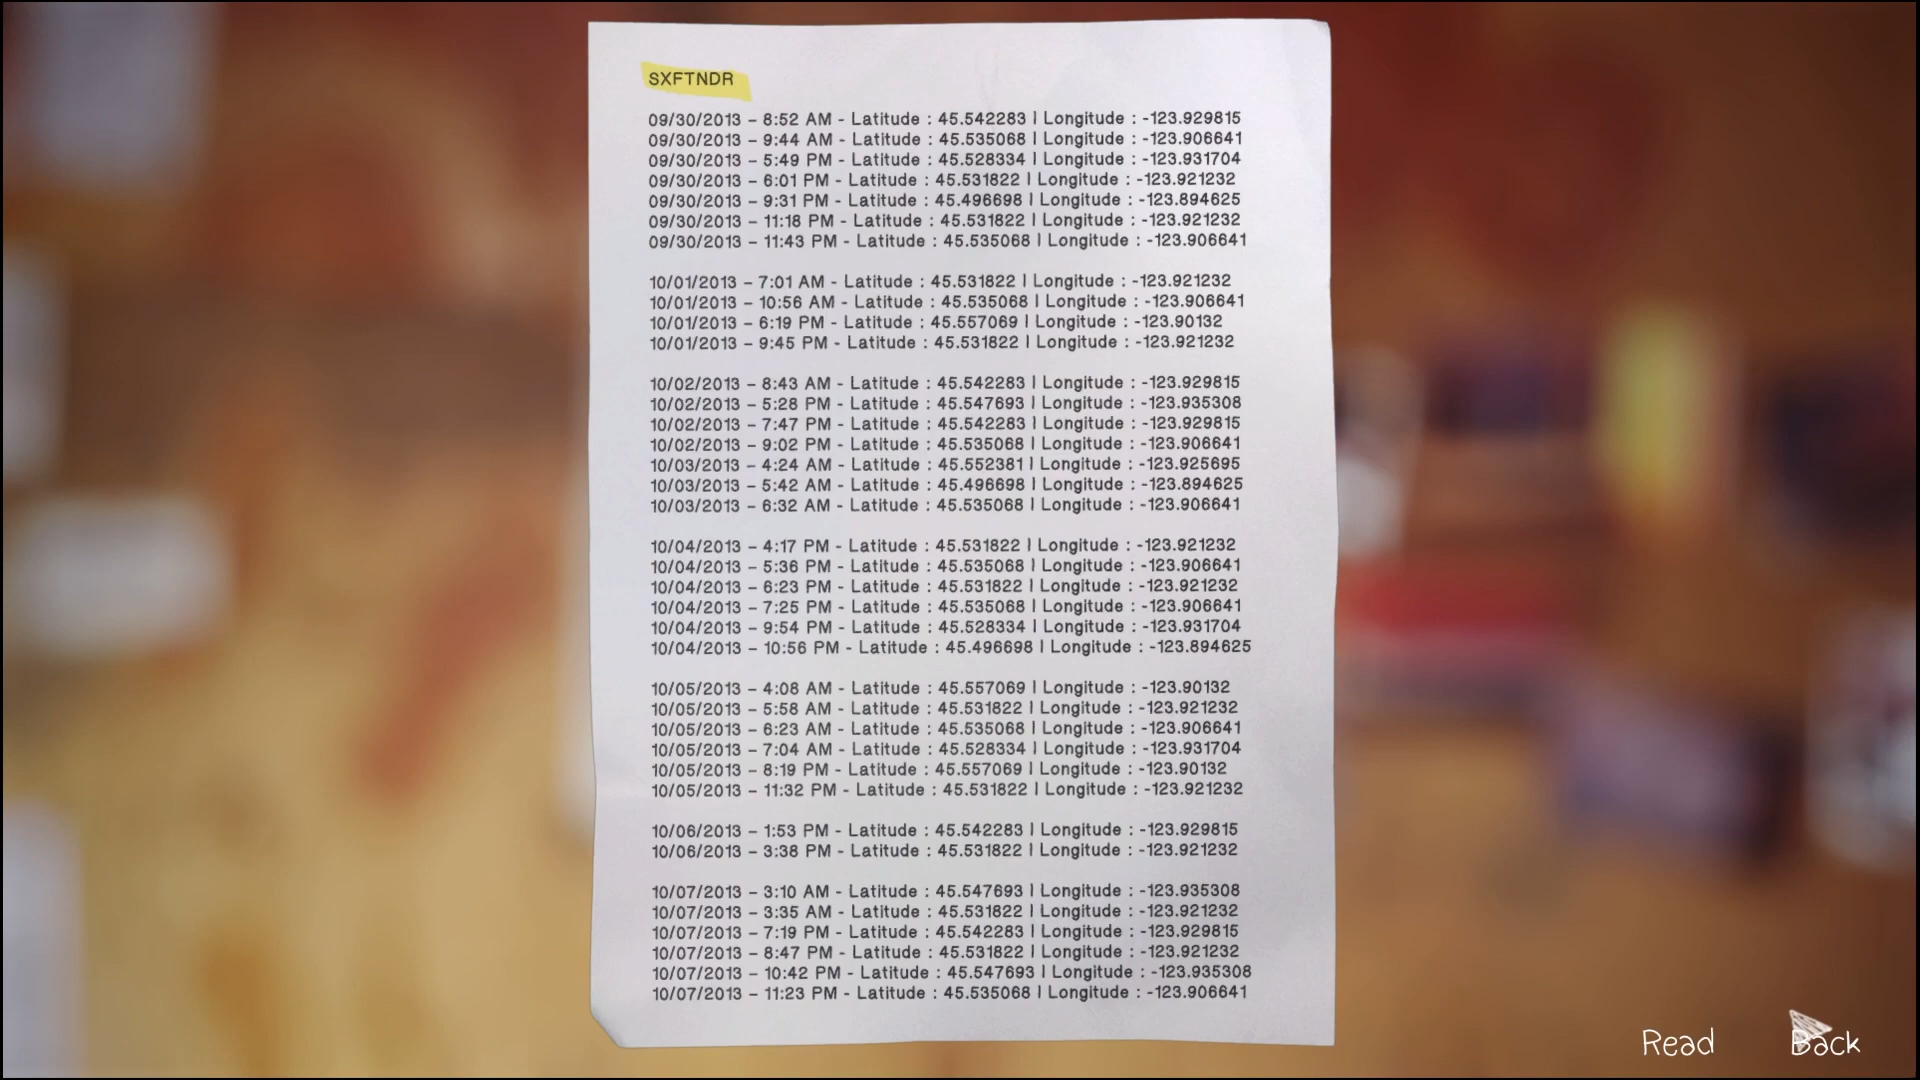 SXFTNDR
09/30/2013 – 8:52 AM - Latitude : 45.542283 | Longitude : -123.929815
09/30/2013 – 9:44 AM - Latitude : 45.535068 | Longitude : -123.906641
09/30/2013 – 5:49 PM - Latitude : 45.528334 | Longitude : -123.931704
09/30/2013 – 6:01 PM - Latitude : 45.531822 | Longitude : -123.921232
09/30/2013 – 9:31 PM - Latitude : 45.496698 | Longitude : -123.894625
09/30/2013 – 11:18 PM - Latitude : 45.531822 | Longitude : -123.921232
09/30/2013 – 11:43 PM - Latitude : 45.535068 | Longitude : -123.906641
10/01/2013 – 7:01 AM - Latitude : 45.531822 | Longitude : -123.921232
10/01/2013 – 10:56 AM - Latitude : 45.535068 | Longitude : -123.906641
10/01/2013 – 6:19 PM - Latitude : 45.557069 | Longitude : -123.90132
10/01/2013 – 9:45 PM - Latitude : 45.531822 | Longitude : -123.921232
10/02/2013 – 8:43 AM - Latitude : 45.542283 | Longitude : -123.929815
10/02/2013 – 5:28 PM - Latitude : 45.547693 | Longitude : -123.935308
10/02/2013 – 7:47 PM - Latitude : 45.542283 | Longitude : -123.929815
10/02/2013 – 9:02 PM - Latitude : 45.535068 | Longitude : -123.906641
10/03/2013 – 4:24 AM - Latitude : 45.552381 | Longitude : -123.925695
10/03/2013 – 5:42 AM - Latitude : 45.496698 | Longitude : -123.894625
10/03/2013 – 6:32 AM - Latitude : 45.535068 | Longitude : -123.906641
10/04/2013 – 4:17 PM - Latitude : 45.531822 | Longitude : -123.921232
10/04/2013 – 5:36 PM - Latitude : 45.535068 | Longitude : -123.906641
10/04/2013 – 6:23 PM - Latitude : 45.531822 | Longitude : -123.921232
10/04/2013 – 7:25 PM - Latitude : 45.535068 | Longitude : -123.906641
10/04/2013 – 9:54 PM - Latitude : 45.528334 | Longitude : -123.931704
10/04/2013 – 10:56 PM - Latitude : 45.496698 | Longitude : -123.894625
10/05/2013 – 4:08 AM - Latitude : 45.557069 | Longitude : -123.90132
10/05/2013 – 5:58 AM - Latitude : 45.531822 | Longitude : -123.921232
10/05/2013 – 6:23 AM - Latitude : 45.535068 | Longitude : -123.906641
10/05/2013 – 7:04 AM - Latitude : 45.528334 | Longitude : -123.931704
10/05/2013 – 8:19 PM - Latitude : 45.557069 | Longitude : -123.90132
10/05/2013 – 11:32 PM - Latitude : 45.531822 | Longitude : -123.921232
10/06/2013 – 1:53 PM - Latitude : 45.542283 | Longitude : -123.929815
10/06/2013 – 3:38 PM - Latitude : 45.531822 | Longitude : -123.921232
10/07/2013 – 3:10 AM - Latitude : 45.547693 | Longitude : -123.935308
10/07/2013 – 3:35 AM - Latitude : 45.531822 | Longitude : -123.921232
10/07/2013 – 7:19 PM - Latitude : 45.542283 | Longitude : -123.929815
10/07/2013 – 8:47 PM - Latitude : 45.531822 | Longitude : -123.921232
10/07/2013 – 10:42 PM - Latitude : 45.547693 | Longitude : -123.935308
10/07/2013 – 11:23 PM - Latitude : 45.535068 | Longitude : -123.906641
Read Back